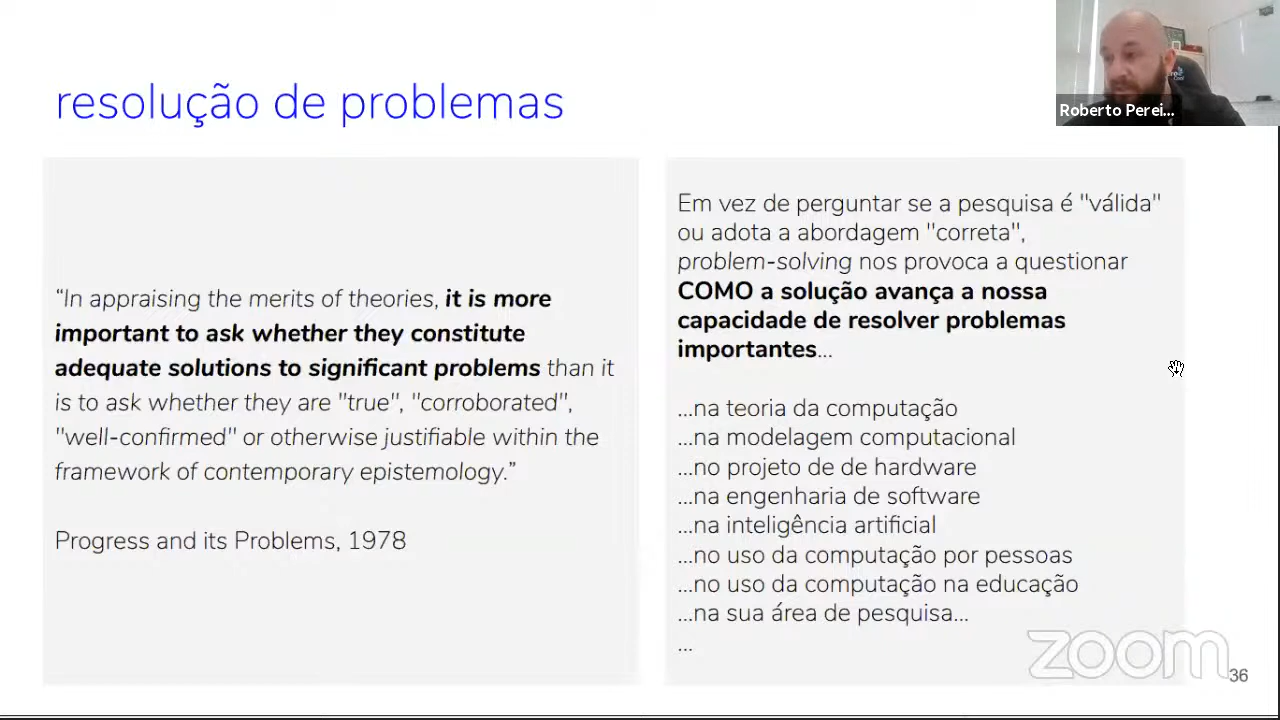 resolução de problemas
Roberto Perei...
“In appraising the merits of theories, it is more
important to ask whether they constitute
adequate solutions to significant problems than it
is to ask whether they are "true", "corroborated",
"well-confirmed" or otherwise justifiable within the
framework of contemporary epistemology.”
Progress and its Problems, 1978
Em vez de perguntar se a pesquisa é "válida"
ou adota a abordagem "correta",
problem-solving nos provoca a questionar
COMO a solução avança a nossa
capacidade de resolver problemas
importantes...
...na teoria da computação
...na modelagem computacional
...no projeto de de hardware
...na engenharia de software
...na inteligência artificial
...no uso da computação por pessoas
...no uso da computação na educação
...na sua área de pesquisa...
...
zoom
36